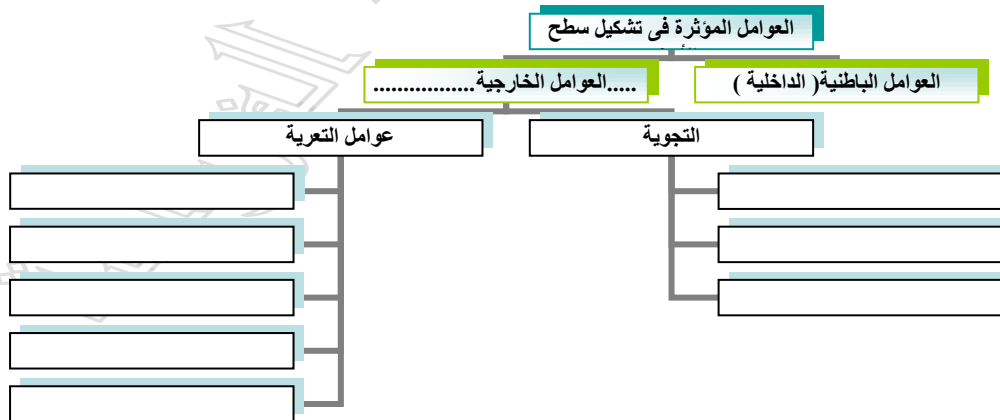 العوامل المؤثرة فى تشكيل سطح
العوامل الباطنية( الداخلية )
.....العوامل الخارجية.................
التجوية
عوامل التعرية